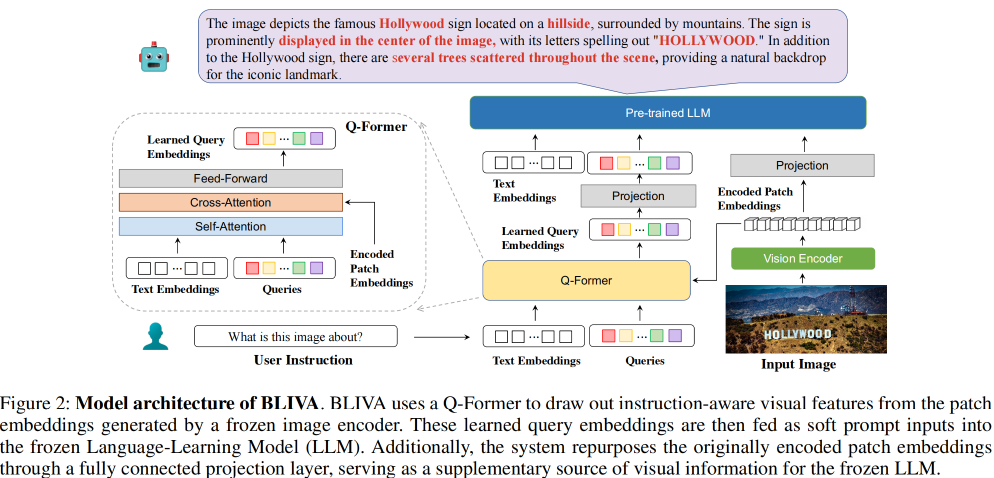 The image depicts the famous Hollywood sign located on a hillside, surrounded by mountains. The sign is
prominently displayed in the center of the image, with its letters spelling out "HOLLYWOOD." In addition
to the Hollywood sign, there are several trees scattered throughout the scene, providing a natural backdrop
for the iconic landmark.
Pre-trained LLM
Q-Former
Learned Query
Embeddings
...
Feed-Forward
Cross-Attention
Self-Attention
...
...
Text Embeddings
Queries
Encoded
Patch
Embeddings
...
...
Text
Embeddings
Projection
Learned Query
Embeddings
...
Q-Former
...
...
Text Embeddings
Queries
Projection
Encoded Patch
Embeddings
Vision Encoder
HOLLYWOOD
Input Image
What is this image about?
User Instruction
Figure 2: Model architecture of BLIVA. BLIVA uses a Q-Former to draw out instruction-aware visual features from the patch
embeddings generated by a frozen image encoder. These learned query embeddings are then fed as soft prompt inputs into
the frozen Language-Learning Model (LLM). Additionally, the system repurposes the originally encoded patch embeddings
through a fully connected projection layer, serving as a supplementary source of visual information for the frozen LLM.